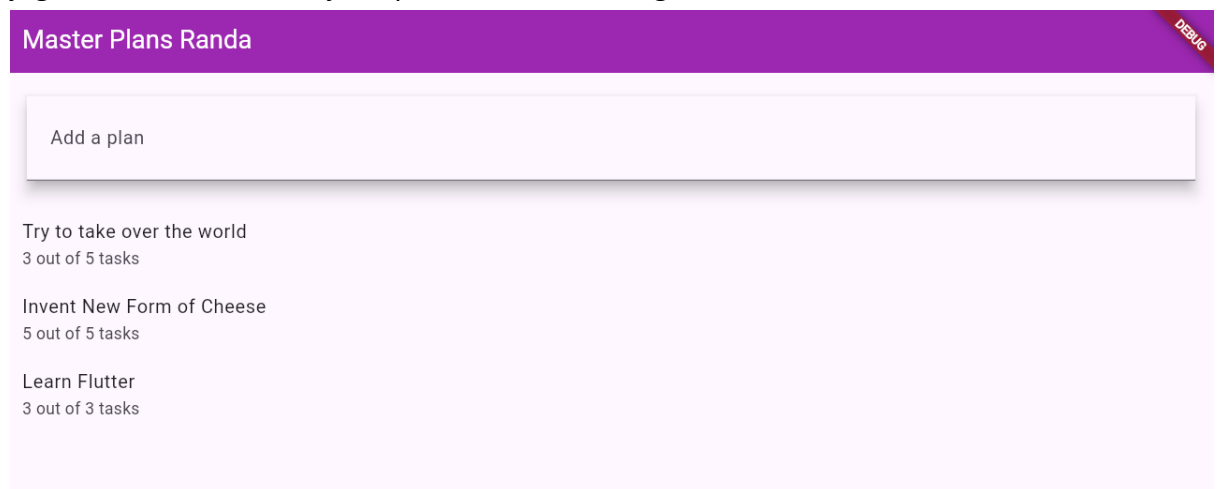 Master Plans Randa
DEBUG
Add a plan
Try to take over the world
3 out of 5 tasks
Invent New Form of Cheese
5 out of 5 tasks
Learn Flutter
3 out of 3 tasks